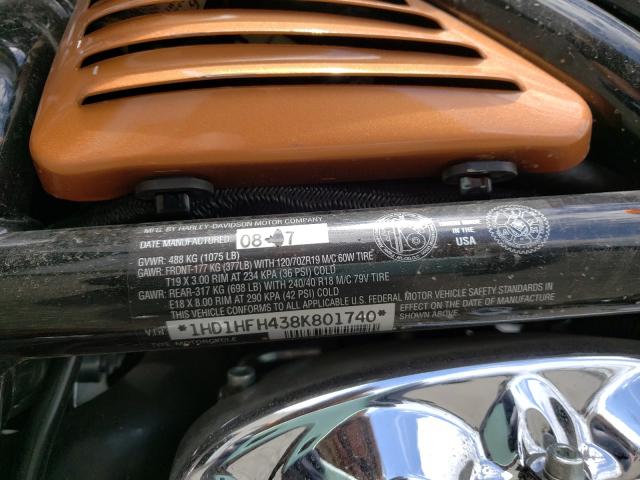 MFG. BY HARLEY-DAVIDSON MOTOR COMPANY
DATE MANUFACTURED 08-07
GVWR: 488 KG (1075 LB)
GAWR: FRONT-177 KG (377LB) WITH 120/70ZR19 M/C 60W TIRE
T19 X 3.00 RIM AT 234 KPA (36 PSI) COLD
GAWR: REAR-317 KG (698 LB) WITH 240/40 R18 M/C 79V TIRE
E18 X 8.00 RIM AT 290 KPA (42 PSI) COLD
THIS VEHICLE CONFORMS TO ALL APPLICABLE U.S. FEDERAL MOTOR VEHICLE SAFETY STANDARDS IN
EFFECT ON THE DATE OF MANUFACTURE
SHOWN ABOVE.
V.I.N. *1HD1HFH438K801740*
TYPE MOTORCYCLE
USA